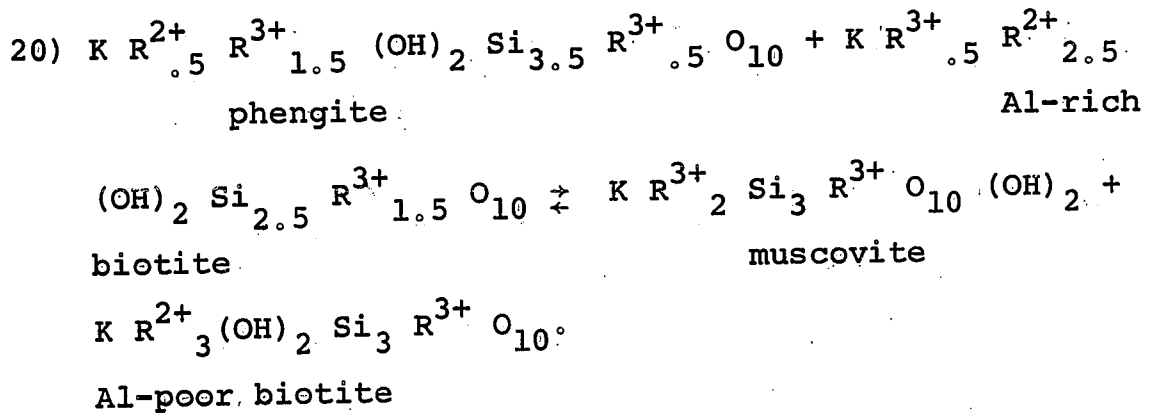 20) K R²⁺.5 R³⁺1.5 (OH)₂ Si3.5 R³⁺.5 O₁₀ + K R³⁺.5 R²⁺2.5
phengite Al-rich
(OH)₂ Si2.5 R³⁺1.5 O₁₀ ⇄ K R³⁺₂ Si₃ R³⁺ O₁₀ (OH)₂ +
biotite muscovite
K R²⁺₃(OH)₂ Si₃ R³⁺ O₁₀.
Al-poor biotite